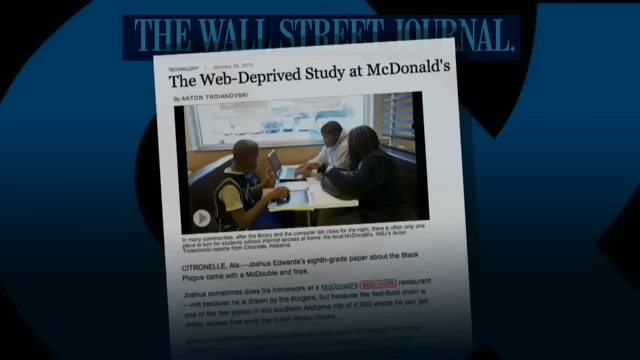 THE WALL STREET JOURNAL.
TECHNOLOGY
The Web-Deprived Study at McDonald's
By ANTON TROIANOVSKI
In many communities, after the library and the computer lab close for the night, there is often only one
place to turn for students without internet access at home: the local McDonald's. WSJ's Anton
Troianovski reports from Citronelle, Alabama.
CITRONELLE, Ala.—Joshua Edwards's eighth-grade paper about the Black
Plague came with a McDouble and fries.
Joshua sometimes does his homework at a McDonald's restaurant
—not because he is drawn by the burgers, but because the fast-food chain is
one of the few places in this southern Alabama city of 4,000 where he can get
online access free once the public library closes.